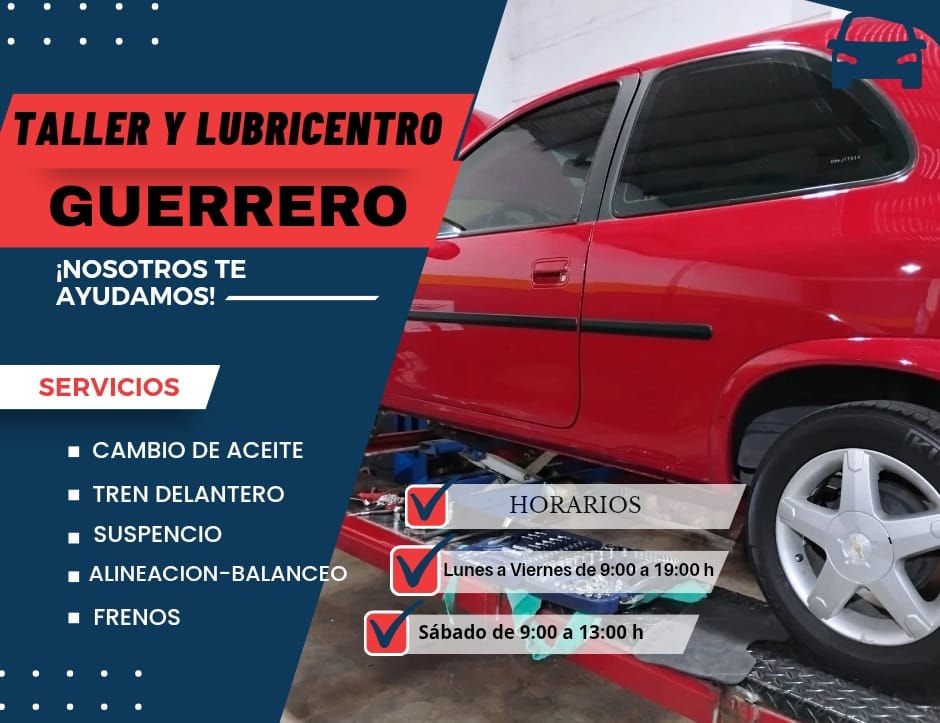 TALLER Y LUBRICENTRO
GUERRERO
¡NOSOTROS TE
AYUDAMOS!
SERVICIOS
CAMBIO DE ACEITE
TREN DELANTERO
SUSPENCIO
ALINEACION-BALANCEO
FRENOS
HORARIOS
Lunes a Viernes de 9:00 a 19:00 h
Sábado de 9:00 a 13:00 h